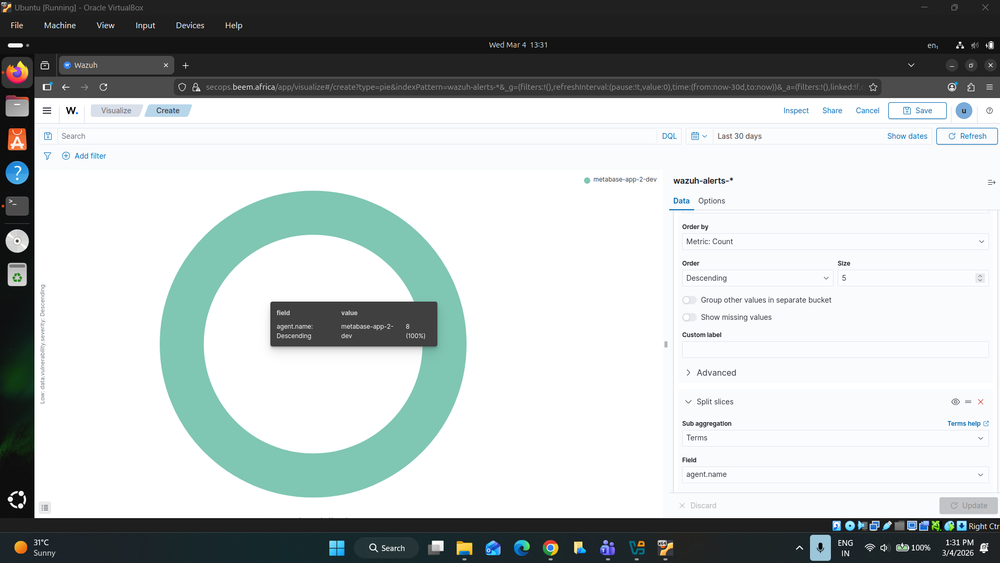 Ubuntu [Running] - Oracle VirtualBox
File Machine View Input Devices Help
Wed Mar 4 13:31
en₁
Wazuh
secops.beem.africa/app/visualize#/create?type=pie&indexPattern=wazuh-alerts-*&_g=(filters:!(),refreshInterval:(pause:!t,value:0),time:(from:now-30d,to:now))&_a=(filters:!(),linked:!f,q
W. Visualize Create Inspect Share Cancel Save u
Search DQL Last 30 days Show dates Refresh
Add filter
metabase-app-2-dev
Low: data.vulnerability.severity: Descending
field value
agent.name: Descending metabase-app-2-dev 8 (100%)
wazuh-alerts-*
Data Options
Order by
Metric: Count
Order Size
Descending 5
Group other values in separate bucket
Show missing values
Custom label
Advanced
Split slices
Sub aggregation Terms help
Terms
Field
agent.name
Discard Update
Right Ctr
31°C
Sunny
Search
ENG
IN
100%
1:31 PM
3/4/2026